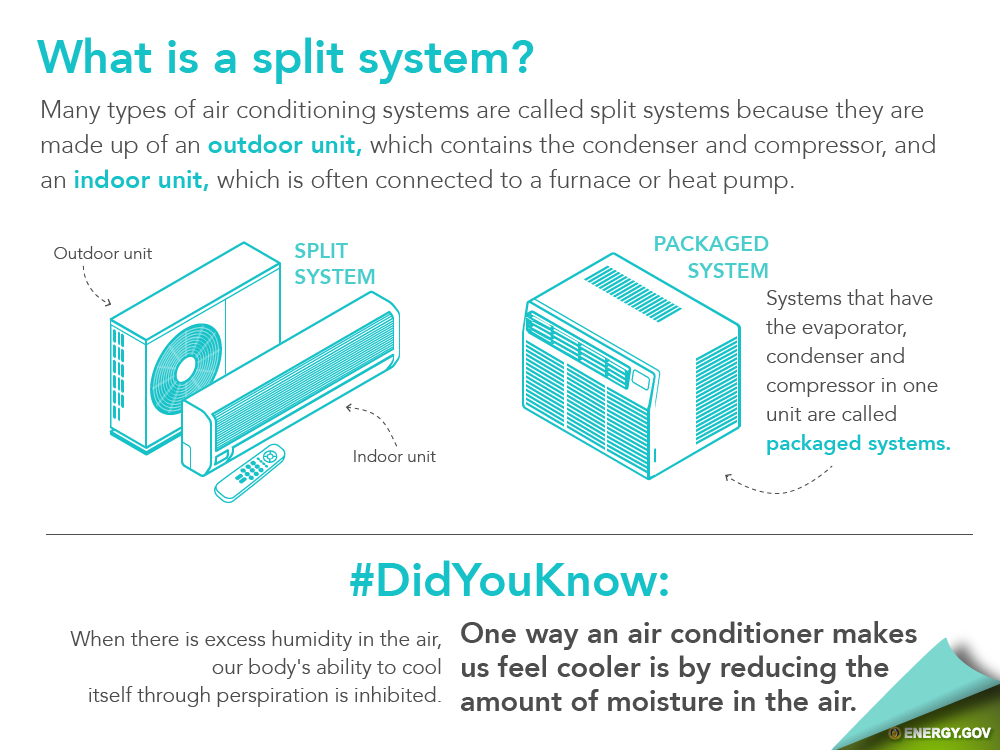 What is a split system?
Many types of air conditioning systems are called split systems because they are
made up of an outdoor unit, which contains the condenser and compressor, and
an indoor unit, which is often connected to a furnace or heat pump.
Outdoor unit
SPLIT
SYSTEM
Indoor unit
PACKAGED
SYSTEM
Systems that have
the evaporator,
condenser and
compressor in one
unit are called
packaged systems.
#DidYouKnow:
When there is excess humidity in the air,
our body's ability to cool
itself through perspiration is inhibited.
One way an air conditioner makes
us feel cooler is by reducing the
amount of moisture in the air.
ENERGY.GOV